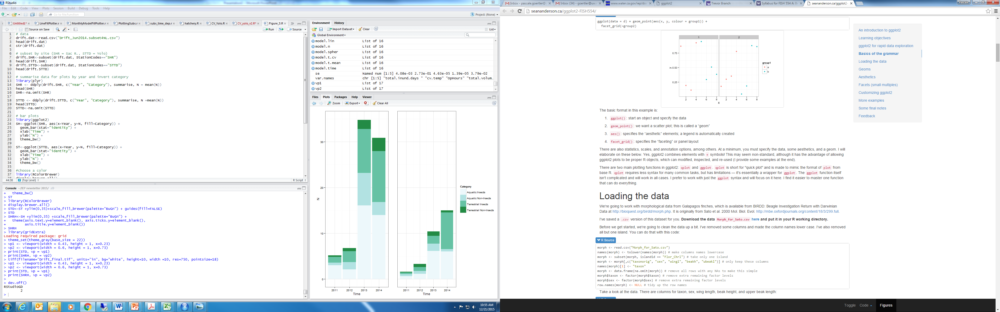 RStudio
File Edit Code View Plots Session Build Debug Tools Help
Go to file/function
Project: (None)
Untitled1* LineFitPlotter.r MonthlyModelFitPlotter.r PlottingSubs.r subs_time_dep.r hatchery.R CV_Yolo.R CV_yolo_v2.R* Figure_3.R
Source on Save Run Source
1 # data
2 drift.dat<-read.csv("Drift_Jun2014.subset4NL.csv")
3 head(drift.dat)
4 str(drift.dat)
5
6 # subset by site (SHR = Sac R., STTD = Yolo)
7 drift.SHR<-subset(drift.dat, StationCodes=="SHR")
8 head(drift.SHR)
9 drift.STTD<-subset(drift.dat, StationCodes=="STTD")
10 head(drift.STTD)
11
12 # summarise data for plots by year and invert category
13 library(plyr)
14 SHR <- ddply(drift.SHR, c("Year", "Category"), summarise, N = mean(N))
15 head(SHR)
16 SHR<-na.omit(SHR)
17
18 STTD <- ddply(drift.STTD, c("Year", "Category"), summarise, N =mean(N))
19 head(STTD)
20 STTD<-na.omit(STTD)
21
22 # bar plots
23 library(ggplot2)
24 SH<-ggplot(SHR, aes(x=Year, y=N, fill=Category)) +
25 geom_bar(stat="identity") +
26 xlab("Time") +
27 ylab("N") +
28 theme_bw()
29
30 ST<-ggplot(STTD, aes(x=Year, y=N, fill=Category)) +
31 geom_bar(stat="identity") +
32 xlab("Time") +
33 ylab("N") +
34 theme_bw()
35
36 #choose a color
37 library(RColorBrewer)
44:38 (Top Level) R Script
Console ~/IEP newsletter 2015/
+ theme_bw()
> ST
> library(RColorBrewer)
> display.brewer.all()
> STD<-ST +ylim(0,35)+scale_fill_brewer(palette="BuGn") + guides(fill=FALSE)
> STD
> SHRH<-SH +ylim(0,35) +scale_fill_brewer(palette="BuGn") +
+ theme(axis.text.y=element_blank(), axis.ticks.y=element_blank(),
+ axis.title.y=element_blank())
> SHRH
> library(gridExtra)
Loading required package: grid
> theme_set(theme_gray(base_size = 22))
> vp1 <- viewport(width = 0.43, height = 1, x=0.23)
> vp2 <- viewport(width = 0.6, height = 1, x=0.73)
> print(STD, vp = vp1)
> print(SHRH, vp = vp2)
> tiff(filename="Drift_final.tif", units="in", bg="white", height=10, width =10, res=750, pointsize=18)
> vp1 <- viewport(width = 0.43, height = 1, x=0.23)
> vp2 <- viewport(width = 0.6, height = 1, x=0.73)
> print(STD, vp = vp1)
> print(SHRH, vp = vp2)
>
> dev.off()
RStudioGD
2
>
Environment History
Import Dataset Clear List
Global Environment
model.lin List of 16
model.n List of 16
model.spher List of 16
model.t.cv List of 16
model.t.mean List of 16
model.time List of 16
se Named num [1:5] 4.08e-03 2.73e-01 4.63e-05 1.39e-05 3.79e-02
var.names chr [1:5] "total.inund.days " "cv.temp" "OpHours" "total.volum…
vp1 List of 17
vp2 List of 17
Files Plots Packages Help Viewer
Zoom Export Clear All
30
20
10
0
N
2011 2012 2013 2014
Time
2011 2012 2013 2014
Time
Category
Aquatic Insects
Aquatic Non-Insects
Terrestrial Insects
Terrestrial Non-Insects
10:55 AM
12/21/2015
Inbox - pascale.goertler@ Inbox (34) - goertler@uw. www.water.ca.gov/iep/do ggplot2 Trevor Branch Syllabus for FISH 554 A: B seananderson.ca/ggplot2- Pascale
seananderson.ca/ggplot2-FISH554/
ggplot(data = d) + geom_point(aes(x, y, colour = group1)) +
facet_grid(~group2)
1 2
0.75
0.50
0.25
y
2 4 6 8 2 4 6 8
x
group1
a
b
The basic format in this example is:
1. ggplot(): start an object and specify the data
2. geom_point(): we want a scatter plot; this is called a “geom”
3. aes(): specifies the “aesthetic” elements; a legend is automatically created
4. facet_grid(): specifies the “faceting” or panel layout
There are also statistics, scales, and annotation options, among others. At a minimum, you must specify the data, some aesthetics, and a geom. I will
elaborate on these below. Yes, ggplot2 combines elements with + symbols! This may seem non-standard, although it has the advantage of allowing
ggplot2 plots to be proper R objects, which can modified, inspected, and re-used (I provide some examples at the end).
There are two main plotting functions in ggplot2: qplot and ggplot. qplot is short for "quick plot" and is made to mimic the format of plot from
base R. qplot requires less syntax for many common tasks, but has limitations — it's essentially a wrapper for ggplot. The ggplot function itself
isn't complicated and will work in all cases. I prefer to work with just the ggplot syntax and will focus on it here. I find it easier to master one function
that can do everything.
Loading the data
We're going to work with morphological data from Galapagos finches, which is available from BIRDD: Beagle Investigation Return with Darwinian
Data at http://bioquest.org/birdd/morph.php. It is originally from Sato et al. 2000 Mol. Biol. Evol. http://mbe.oxfordjournals.org/content/18/3/299.full.
I've saved a .csv version of this dataset for you. Download the data Morph_for_Sato.csv here and put it in your R working directory.
Before we get started, we're going to clean the data up a bit. I've removed some columns and made the column names lower case. I've also removed
all but one island. You can do that with this code:
R Source
morph <- read.csv("Morph_for_Sato.csv")
names(morph) <- tolower(names(morph)) # make columns names lowercase
morph <- subset(morph, islandid == "Flor_Chrl") # take only one island
morph <- morph[,c("taxonorig", "sex", "wingl", "beakh", "ubeakl")] # only keep these columns
names(morph)[1] <- "taxon"
morph <- data.frame(na.omit(morph)) # remove all rows with any NAs to make this simple
morph$taxon <- factor(morph$taxon) # remove extra remaining factor levels
morph$sex <- factor(morph$sex) # remove extra remaining factor levels
row.names(morph) <- NULL # tidy up the row names
Take a look at the data. There are columns for taxon, sex, wing length, beak height, and upper beak length:
An introduction to ggplot2
Learning objectives
ggplot2 for rapid data exploration
Basics of the grammar
Loading the data
Geoms
Aesthetics
Facets (small multiples)
Customizing ggplot2
More examples
Some final notes
Feedback
Toggle Code Figures